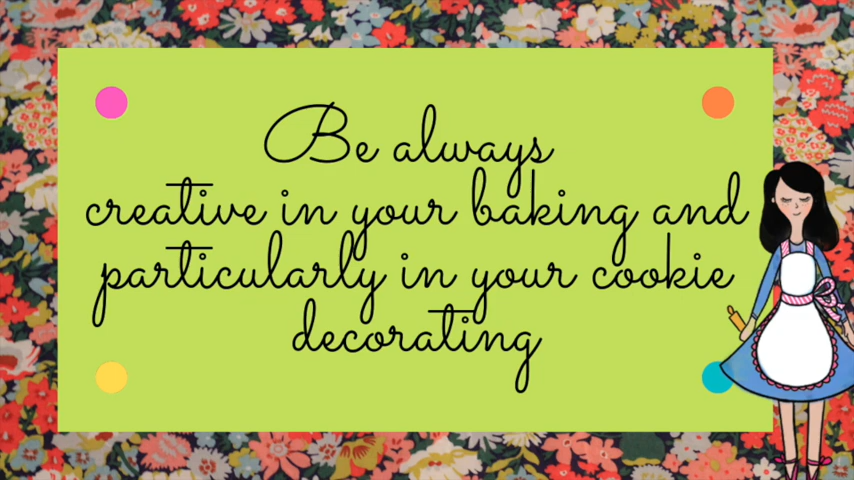 Be always
creative in your baking and
particularly in your cookie
decorating